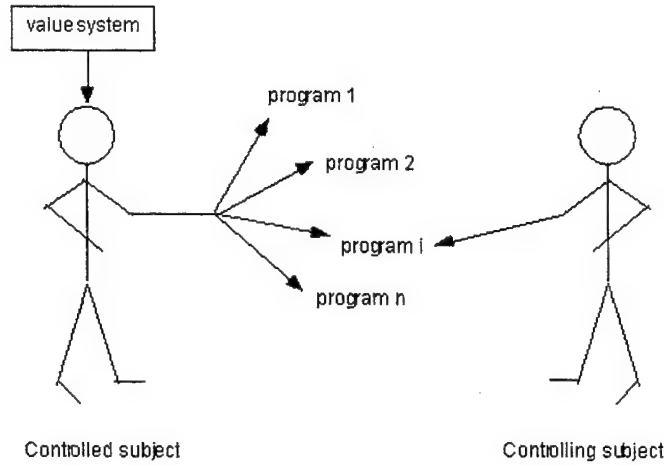 value system
program 1
program 2
program i
program n
Controlled subject
Controlling subject